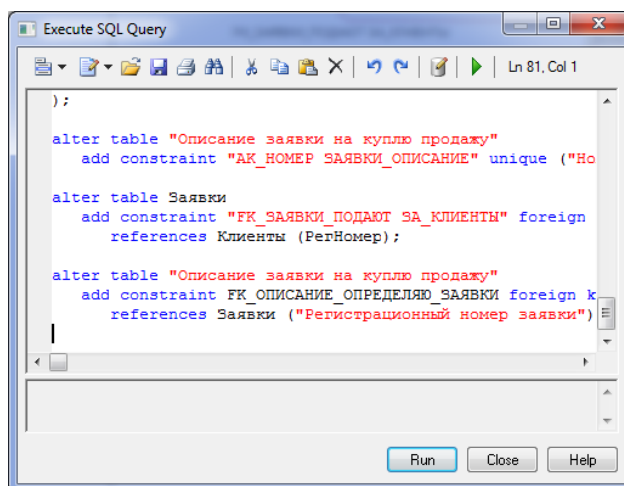 Execute SQL Query
Ln 81, Col 1
);
alter table "Описание заявки на куплю продажу"
add constraint "АК_НОМЕР ЗАЯВКИ_ОПИСАНИЕ" unique ("Но
alter table Заявки
add constraint "FK_ЗАЯВКИ_ПОДАЮТ ЗА_КЛИЕНТЫ" foreign
references Клиенты (РегНомер);
alter table "Описание заявки на куплю продажу"
add constraint FK_ОПИСАНИЕ_ОПРЕДЕЛЯЮ_ЗАЯВКИ foreign k
references Заявки ("Регистрационный номер заявки")
Run Close Help